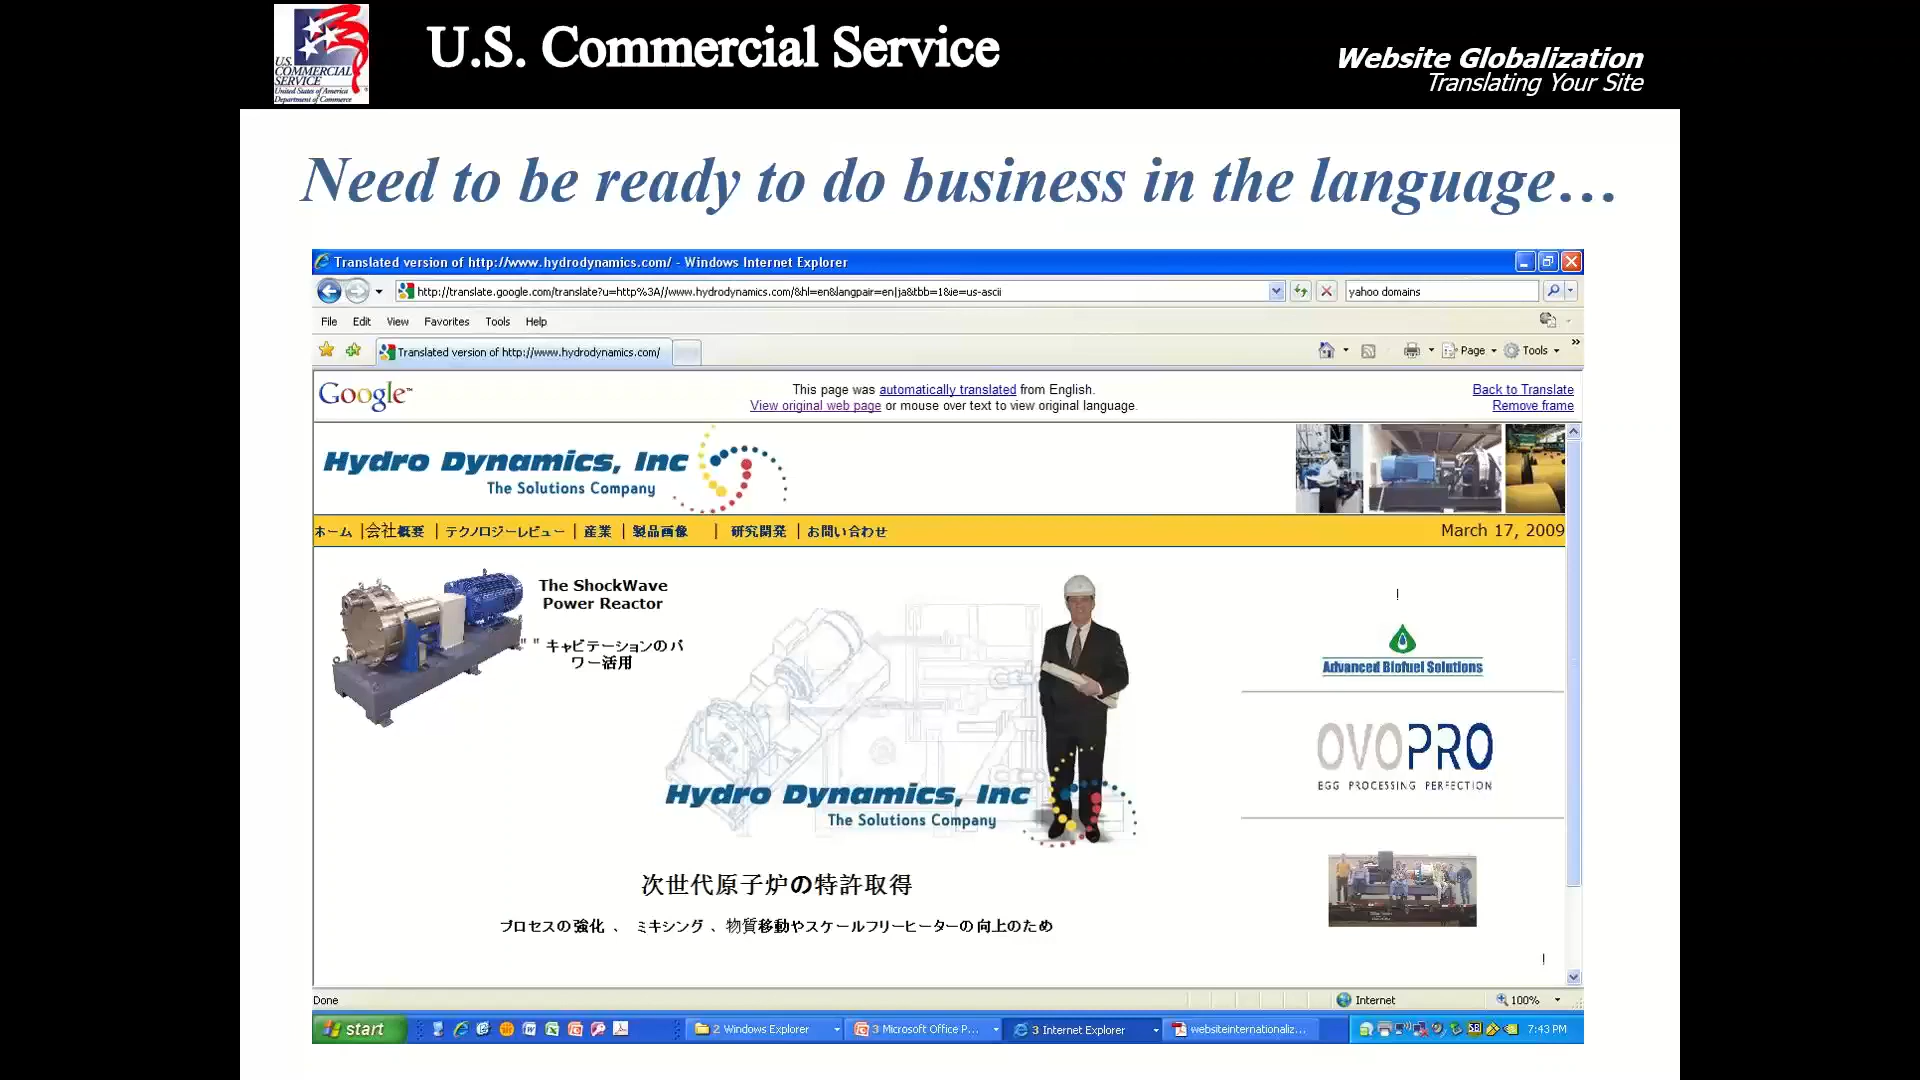 U.S.
COMMERCIAL
SERVICE
United States of America
Department of Commerce
U.S. Commercial Service
Website Globalization
Translating Your Site
Need to be ready to do business in the language…
Translated version of http://www.hydrodynamics.com/ - Windows Internet Explorer
http://translate.google.com/translate?u=http%3A//www.hydrodynamics.com/&hl=en&langpair=en|ja&tbb=1&ie=us-ascii
yahoo domains
File Edit View Favorites Tools Help
Translated version of http://www.hydrodynamics.com/
Page Tools
Google™
This page was automatically translated from English.
View original web page or mouse over text to view original language.
Back to Translate
Remove frame
Hydro Dynamics, Inc
The Solutions Company
ホーム |会社概要 | テクノロジーレビュー | 産業 | 製品画像 | 研究開発 | お問い合わせ
March 17, 2009
The ShockWave
Power Reactor
" " キャビテーションのパ
ワー活用
!
Advanced Biofuel Solutions
OVOPRO
EGG PROCESSING PERFECTION
Hydro Dynamics, Inc
The Solutions Company
次世代原子炉の特許取得
プロセスの強化 、 ミキシング 、物質移動やスケールフリーヒーターの向上のため
!
Done
Internet
100%
start
2 Windows Explorer
3 Microsoft Office P...
3 Internet Explorer
websiteinternationaliz...
7:43 PM